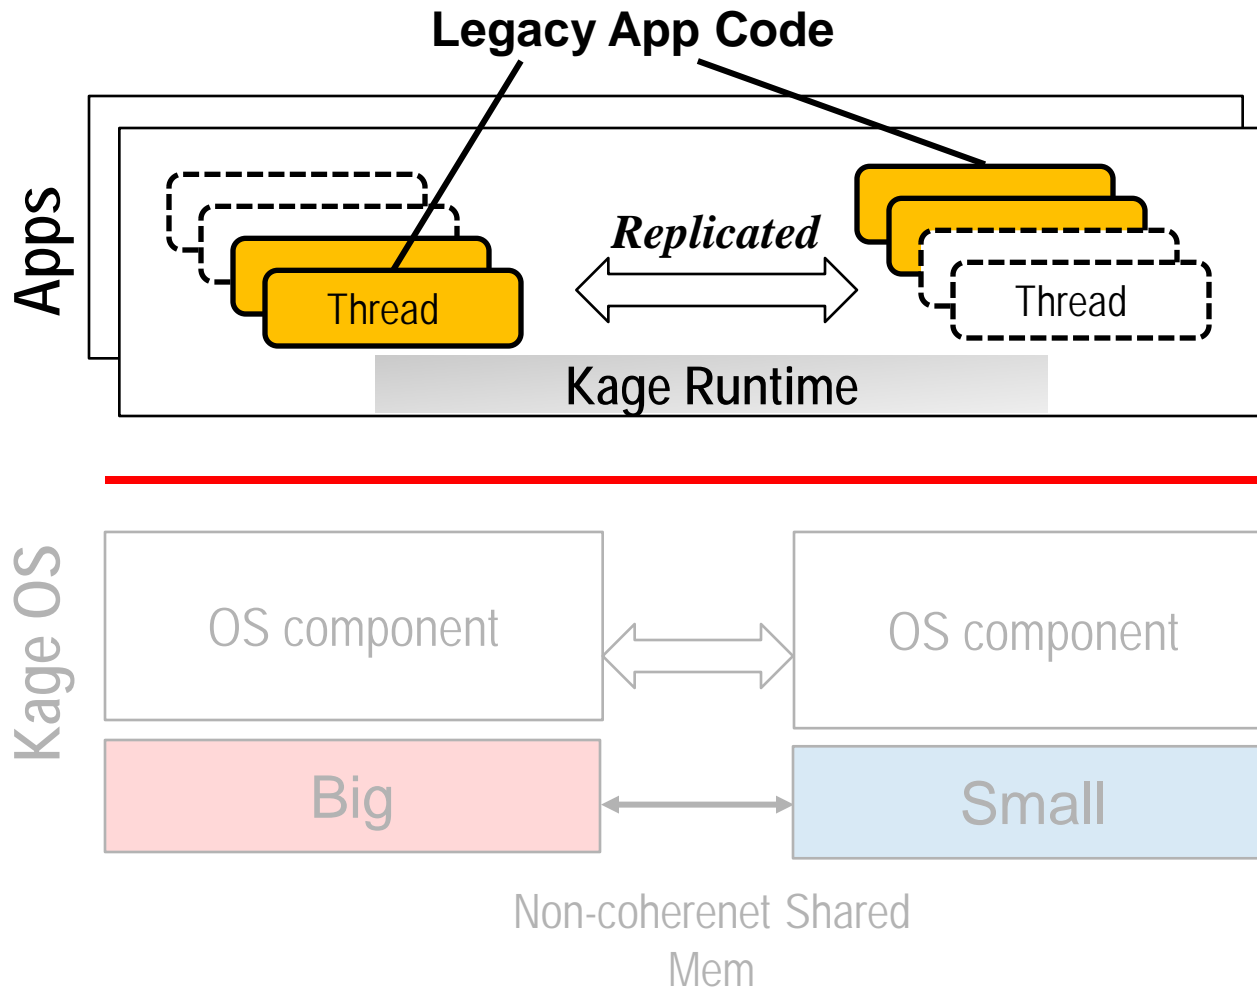 Legacy App Code
Apps
Replicated
Thread
Thread
Kage Runtime
Kage OS
OS component
OS component
Big
Small
Non-coherenet Shared
Mem